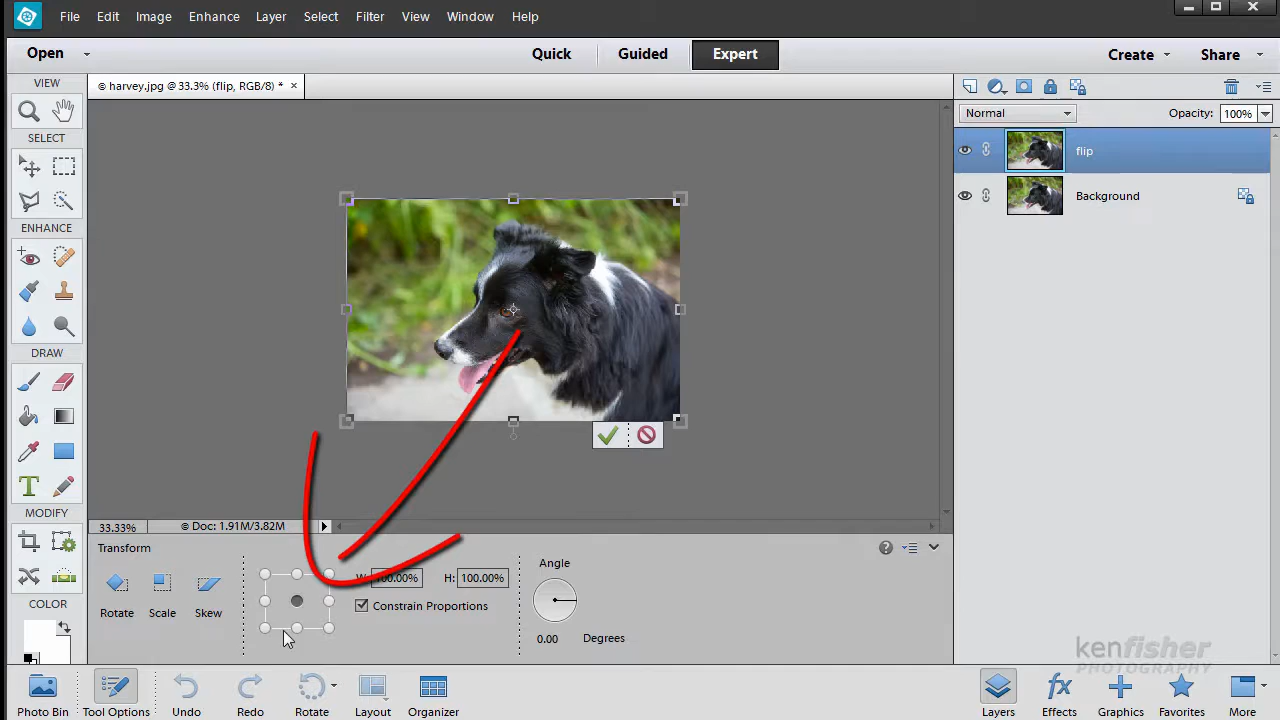 File Edit Image Enhance Layer Select Filter View Window Help
Open Quick Guided Expert Create Share
VIEW
© harvey.jpg @ 33.3% (flip, RGB/8) * ×
SELECT
Normal Opacity: 100%
flip
Background
ENHANCE
DRAW
MODIFY
33.33% © Doc: 1.91M/3.82M
Transform
Angle
W: 100.00% H: 100.00%
Rotate Scale Skew
Constrain Proportions
0.00 Degrees
COLOR
kenfisher
PHOTOGRAPHY
Photo Bin Tool Options Undo Redo Rotate Layout Organizer Layers Effects Graphics Favorites More